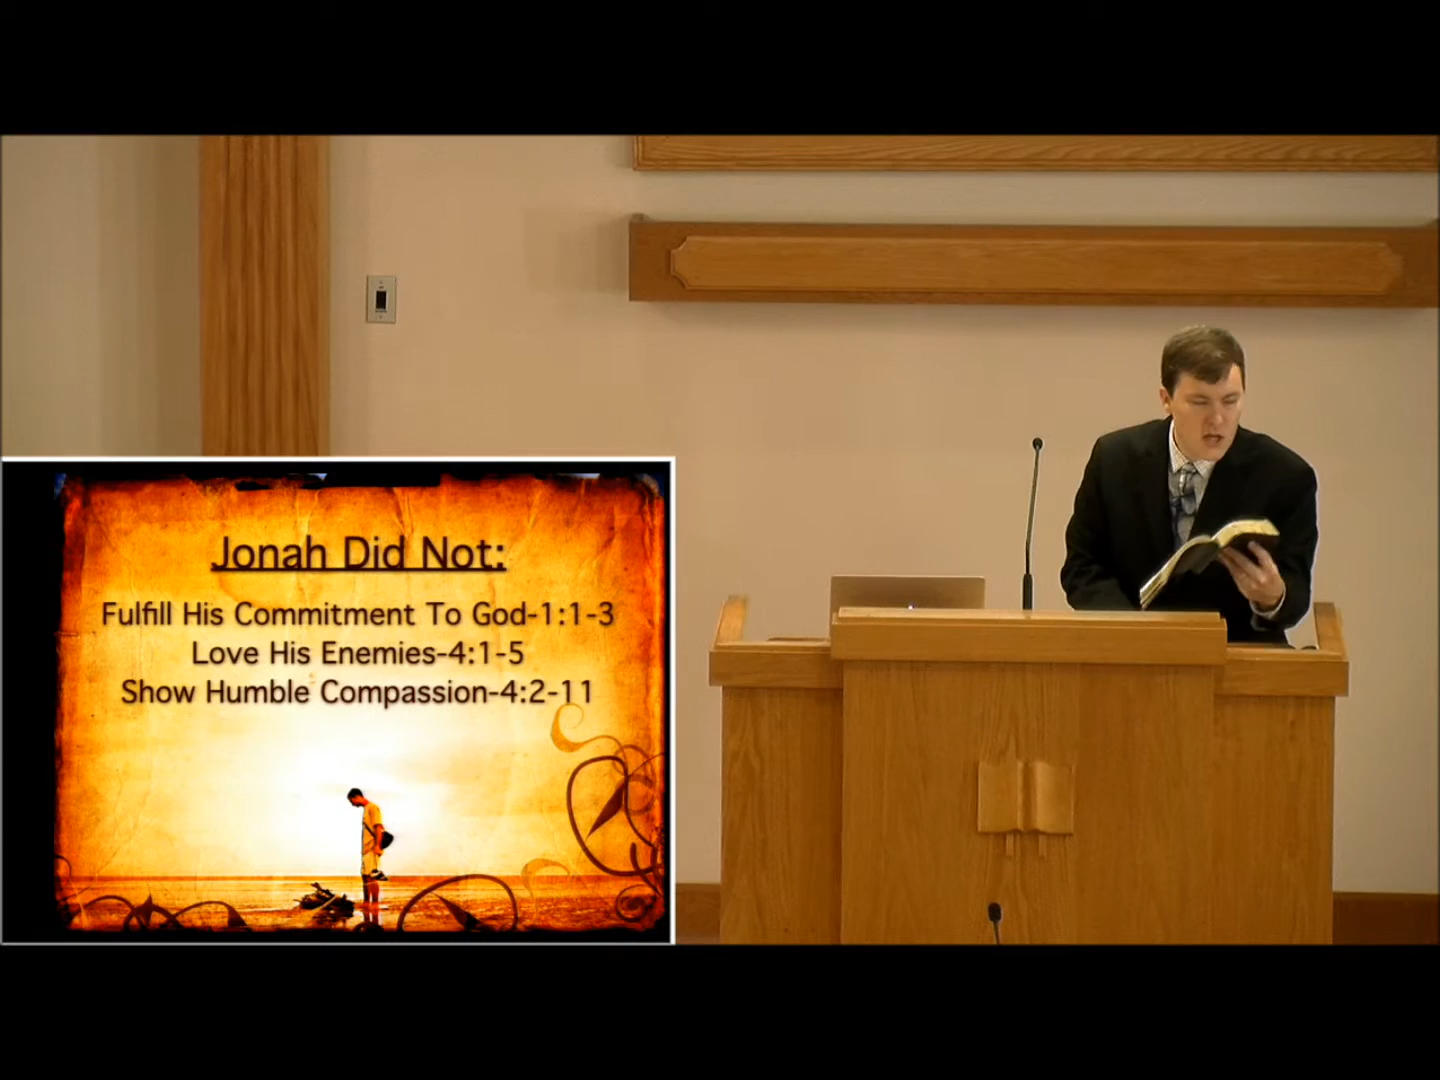 Jonah Did Not:
Fulfill His Commitment To God-1:1-3
Love His Enemies-4:1-5
Show Humble Compassion-4:2-11